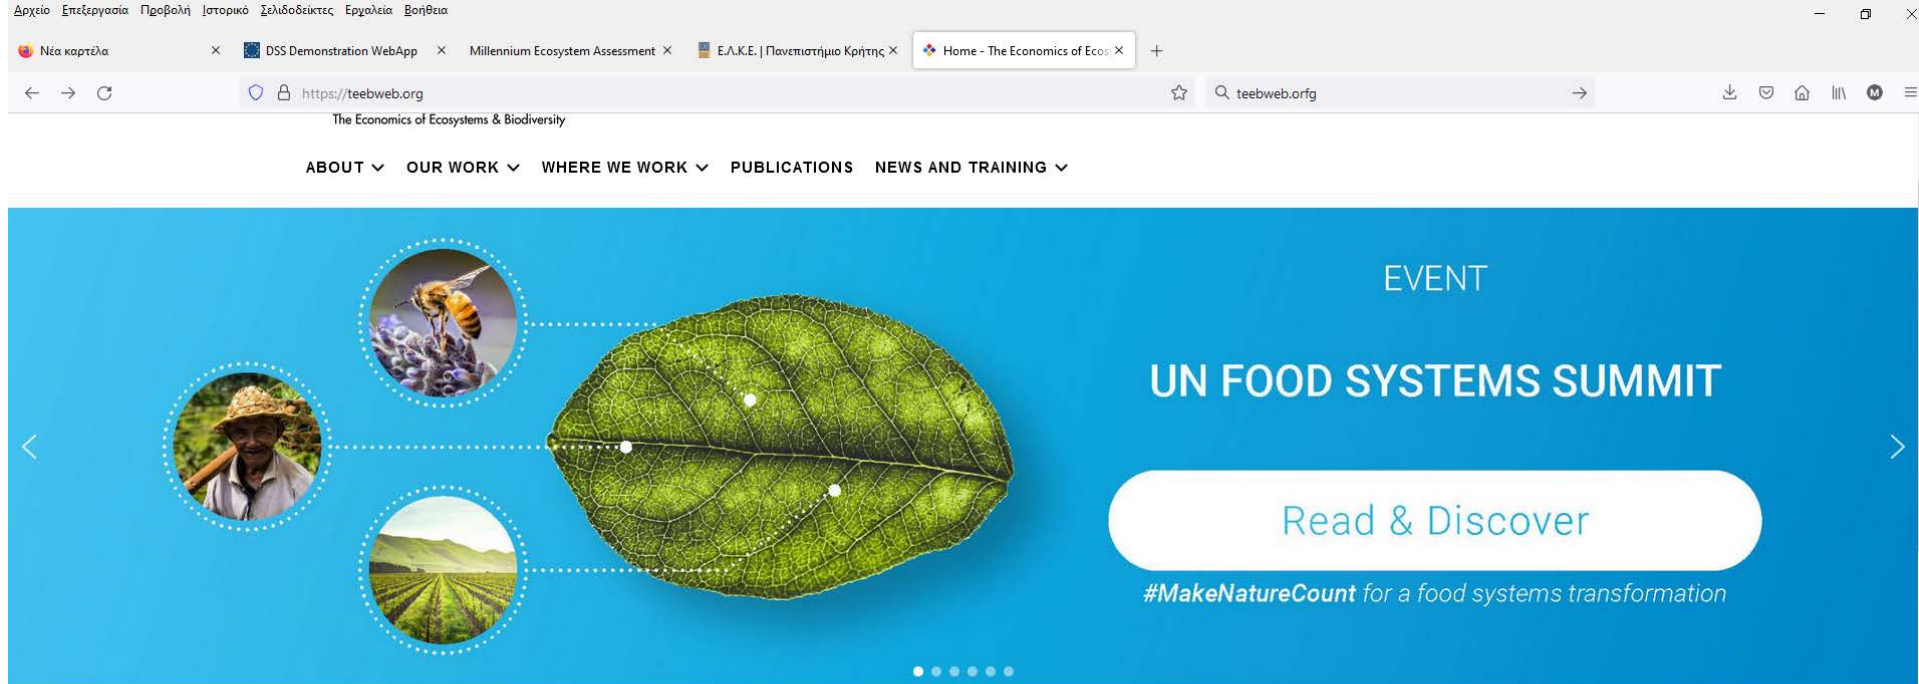 Αρχείο Επεξεργασία Προβολή Ιστορικό Σελιδοδείκτες Εργαλεία Βοήθεια
Νέα καρτέλα
DSS Demonstration WebApp
Millennium Ecosystem Assessment
Ε.Λ.Κ.Ε. | Πανεπιστήμιο Κρήτης
Home - The Economics of Ecos
https://teebweb.org
teebweb.orfg
M
The Economics of Ecosystems & Biodiversity
ABOUT OUR WORK WHERE WE WORK PUBLICATIONS NEWS AND TRAINING
EVENT
UN FOOD SYSTEMS SUMMIT
Read & Discover
#MakeNatureCount for a food systems transformation